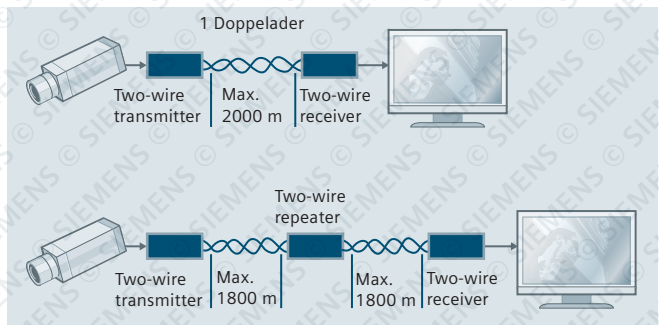 1 Doppelader
Two-wire
transmitter
Max.
2000 m
Two-wire
receiver
Two-wire
repeater
Two-wire
transmitter
Max.
1800 m
Max.
1800 m
Two-wire
receiver
SIEMENS ©